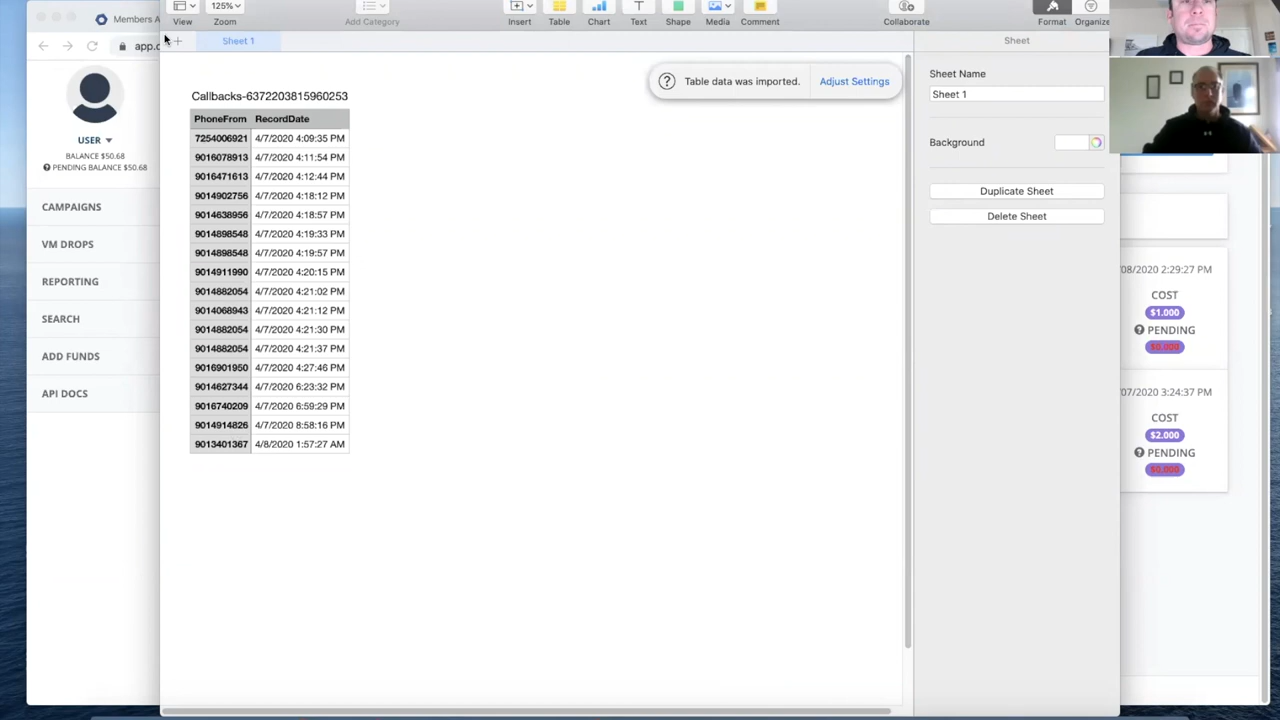 Members A
View
125%
Zoom
Add Category
Insert
Table
Chart
Text
Shape
Media
Comment
Collaborate
Format
Organize
app.c
Sheet 1
Sheet
Table data was imported.
Adjust Settings
Sheet Name
Sheet 1
Background
Duplicate Sheet
Delete Sheet
USER
BALANCE $50.68
PENDING BALANCE $50.68
CAMPAIGNS
VM DROPS
REPORTING
SEARCH
ADD FUNDS
API DOCS
Callbacks-6372203815960253
PhoneFrom RecordDate
7254006921 4/7/2020 4:09:35 PM
9016078913 4/7/2020 4:11:54 PM
9016471613 4/7/2020 4:12:44 PM
9014902756 4/7/2020 4:18:12 PM
9014638956 4/7/2020 4:18:57 PM
9014898548 4/7/2020 4:19:33 PM
9014898548 4/7/2020 4:19:57 PM
9014911990 4/7/2020 4:20:15 PM
9014882054 4/7/2020 4:21:02 PM
9014068943 4/7/2020 4:21:12 PM
9014882054 4/7/2020 4:21:30 PM
9014882054 4/7/2020 4:21:37 PM
9016901950 4/7/2020 4:27:46 PM
9014627344 4/7/2020 6:23:32 PM
9016740209 4/7/2020 6:59:29 PM
9014914826 4/7/2020 8:58:16 PM
9013401367 4/8/2020 1:57:27 AM
/08/2020 2:29:27 PM
COST
$1.000
PENDING
$0.000
/07/2020 3:24:37 PM
COST
$2.000
PENDING
$0.000